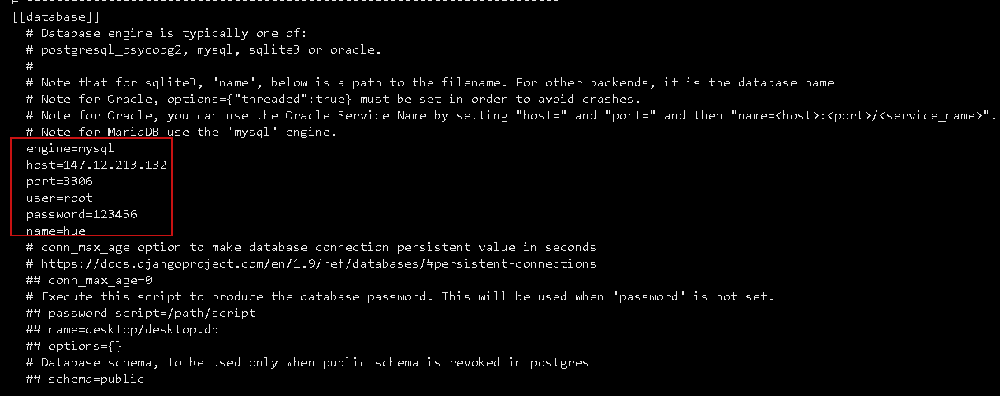 # ------------------------------------------------------------------------
[[database]]
# Database engine is typically one of:
# postgresql_psycopg2, mysql, sqlite3 or oracle.
#
# Note that for sqlite3, 'name', below is a path to the filename. For other backends, it is the database name
# Note for Oracle, options={"threaded":true} must be set in order to avoid crashes.
# Note for Oracle, you can use the Oracle Service Name by setting "host=" and "port=" and then "name=<host>:<port>/<service_name>".
# Note for MariaDB use the 'mysql' engine.
engine=mysql
host=147.12.213.132
port=3306
user=root
password=123456
name=hue
# conn_max_age option to make database connection persistent value in seconds
# https://docs.djangoproject.com/en/1.9/ref/databases/#persistent-connections
## conn_max_age=0
# Execute this script to produce the database password. This will be used when 'password' is not set.
## password_script=/path/script
## name=desktop/desktop.db
## options={}
# Database schema, to be used only when public schema is revoked in postgres
## schema=public